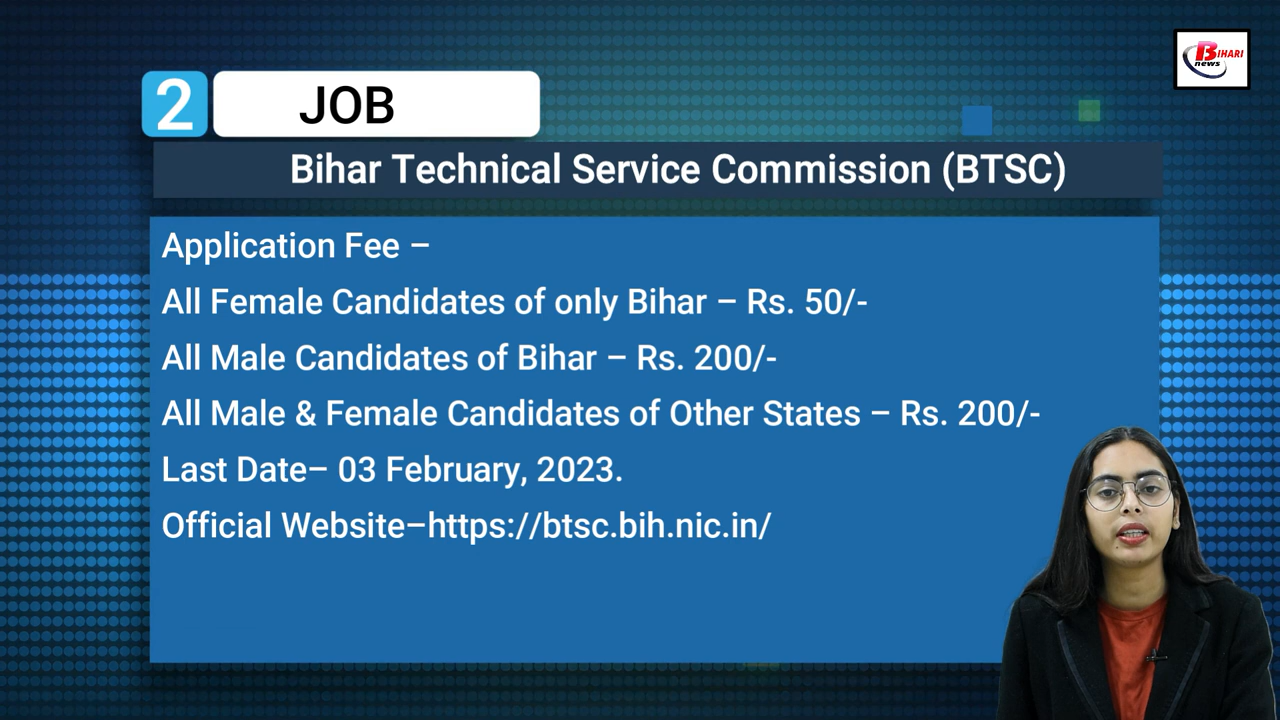 BIHARI
news
2 JOB
Bihar Technical Service Commission (BTSC)
Application Fee –
All Female Candidates of only Bihar – Rs. 50/-
All Male Candidates of Bihar – Rs. 200/-
All Male & Female Candidates of Other States – Rs. 200/-
Last Date– 03 February, 2023.
Official Website–https://btsc.bih.nic.in/